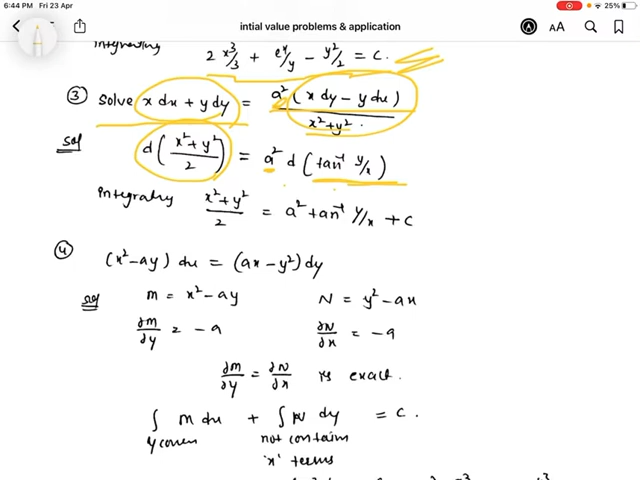 6:44 PM Fri 23 Apr 25%
intial value problems & application
AA
Integrating 2 x³/3 + eˣ/y − y²/2 = c.
③ Solve x dx + y dy = a² (x dy − y dx) / x² + y².
Sol d ( x² + y² / 2 ) = a² d ( tan⁻¹ y/x )
x² + y² / 2 = a² tan⁻¹ y/x + c
④ (x² − ay) dx = (ax − y²) dy
Sol M = x² − ay N = y² − ax
∂M/∂y = −a ∂N/∂x = −a
∂M/∂y = ∂N/∂x is exact.
∫ M dx + ∫ N dy = c.
not contain
'x' terms